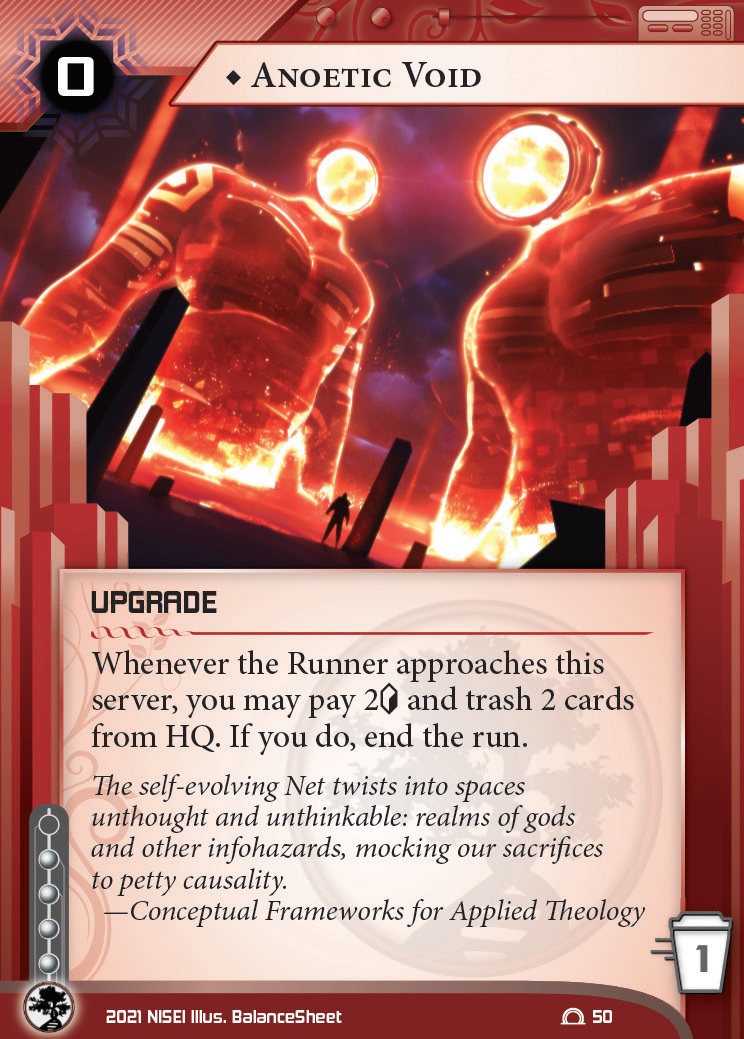 0
◆ Anoetic Void
UPGRADE
Whenever the Runner approaches this
server, you may pay 2 and trash 2 cards
from HQ. If you do, end the run.
The self-evolving Net twists into spaces
unthought and unthinkable: realms of gods
and other infohazards, mocking our sacrifices
to petty causality.
—Conceptual Frameworks for Applied Theology
1
2021 NISEI Illus. BalanceSheet
50